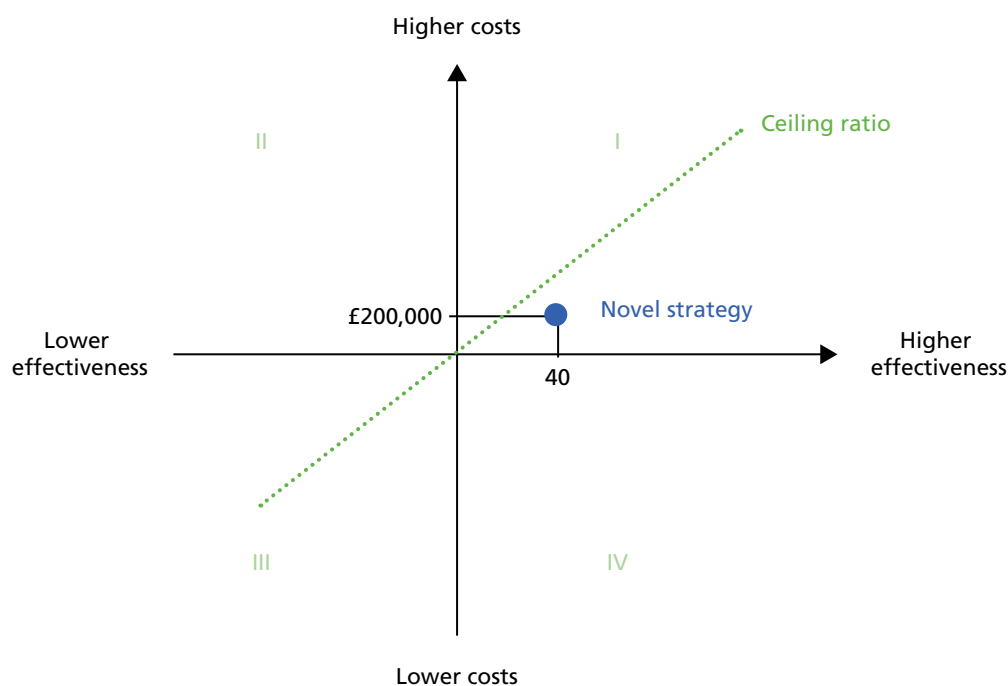 Higher costs
II
I
Ceiling ratio
£200,000
Novel strategy
Lower
effectiveness
Higher
effectiveness
40
III
IV
Lower costs